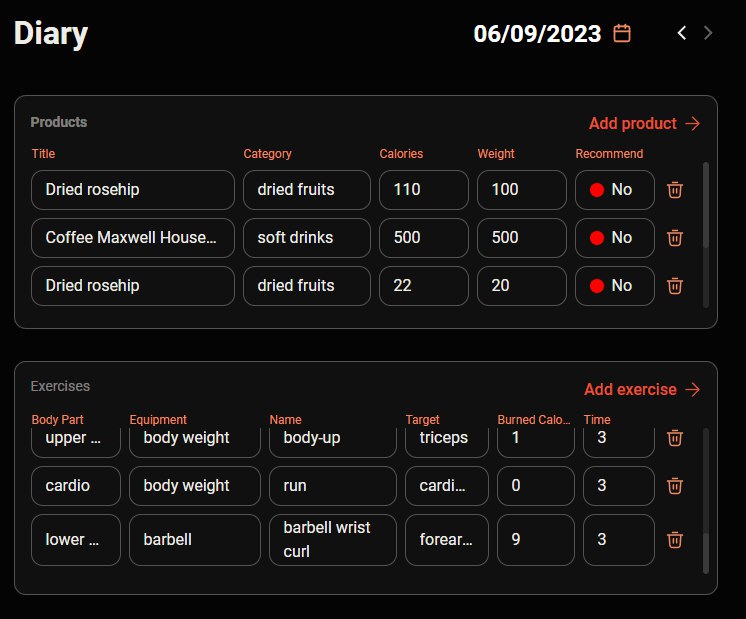 Diary
06/09/2023
Products
Add product
Title Category Calories Weight Recommend
Dried rosehip dried fruits 110 100 No
Coffee Maxwell House... soft drinks 500 500 No
Dried rosehip dried fruits 22 20 No
Exercises
Add exercise
Body Part Equipment Name Target Burned Calo... Time
upper ... body weight body-up triceps 1 3
cardio body weight run cardi... 0 3
lower ... barbell barbell wrist curl forear... 9 3